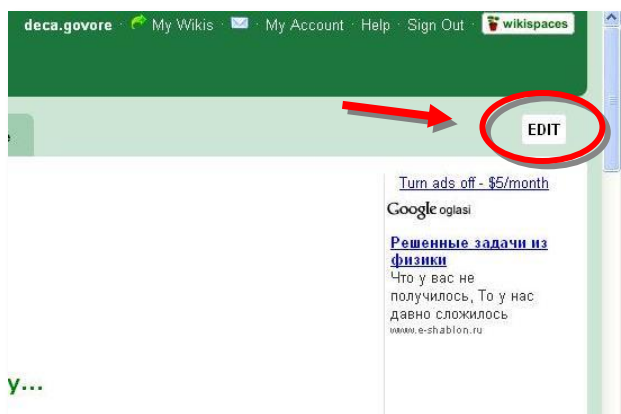 deca.govore · My Wikis · · My Account · Help · Sign Out · wikispaces
e
EDIT
Turn ads off - $5/month
Google oglasi
Решенные задачи из
физики
Что у вас не
получилось, То у нас
давно сложилось
www.e-shablon.ru
у...